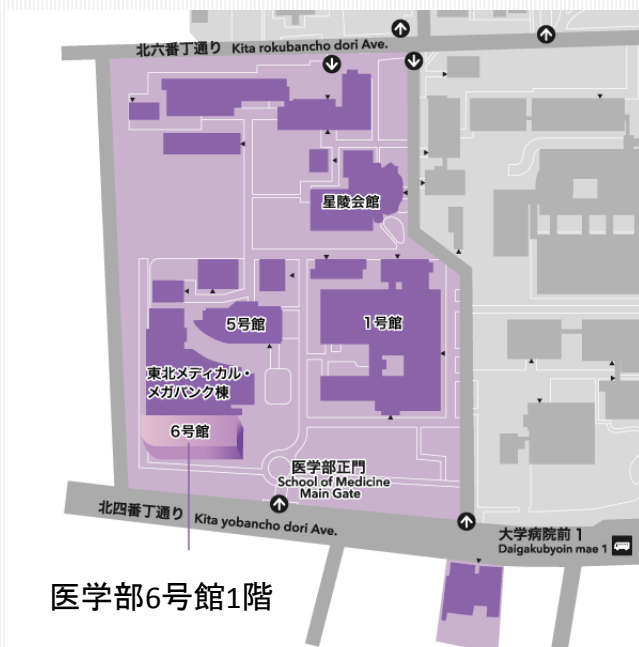 北六番丁通り Kita rokubancho dori Ave.
星陵会館
5号館
1号館
東北メディカル・
メガバンク棟
6号館
医学部正門
School of Medicine
Main Gate
北四番丁通り Kita yobancho dori Ave.
大学病院前 1
Daigakubyoin mae 1
医学部6号館1階